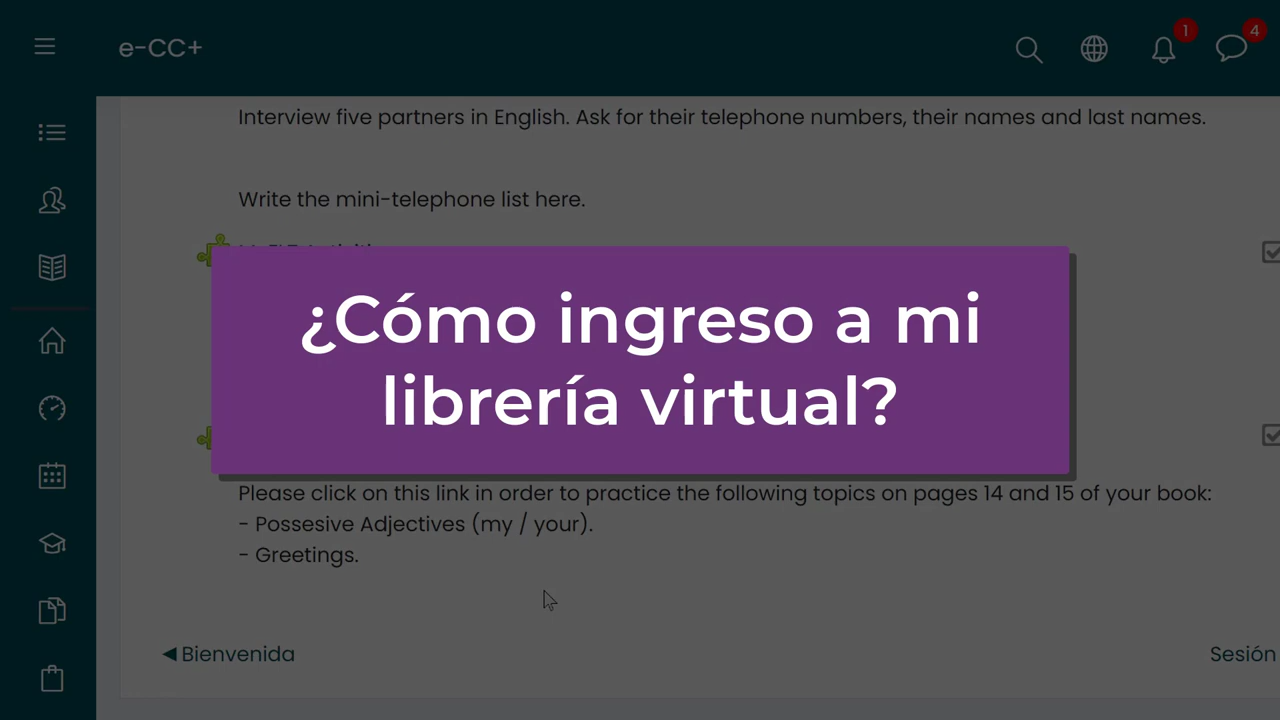 e-CC+
1
4
Interview five partners in English. Ask for their telephone numbers, their names and last names.
Write the mini-telephone list here.
¿Cómo ingreso a mi
librería virtual?
Please click on this link in order to practice the following topics on pages 14 and 15 of your book:
- Possesive Adjectives (my / your).
- Greetings.
◀ Bienvenida
Sesión